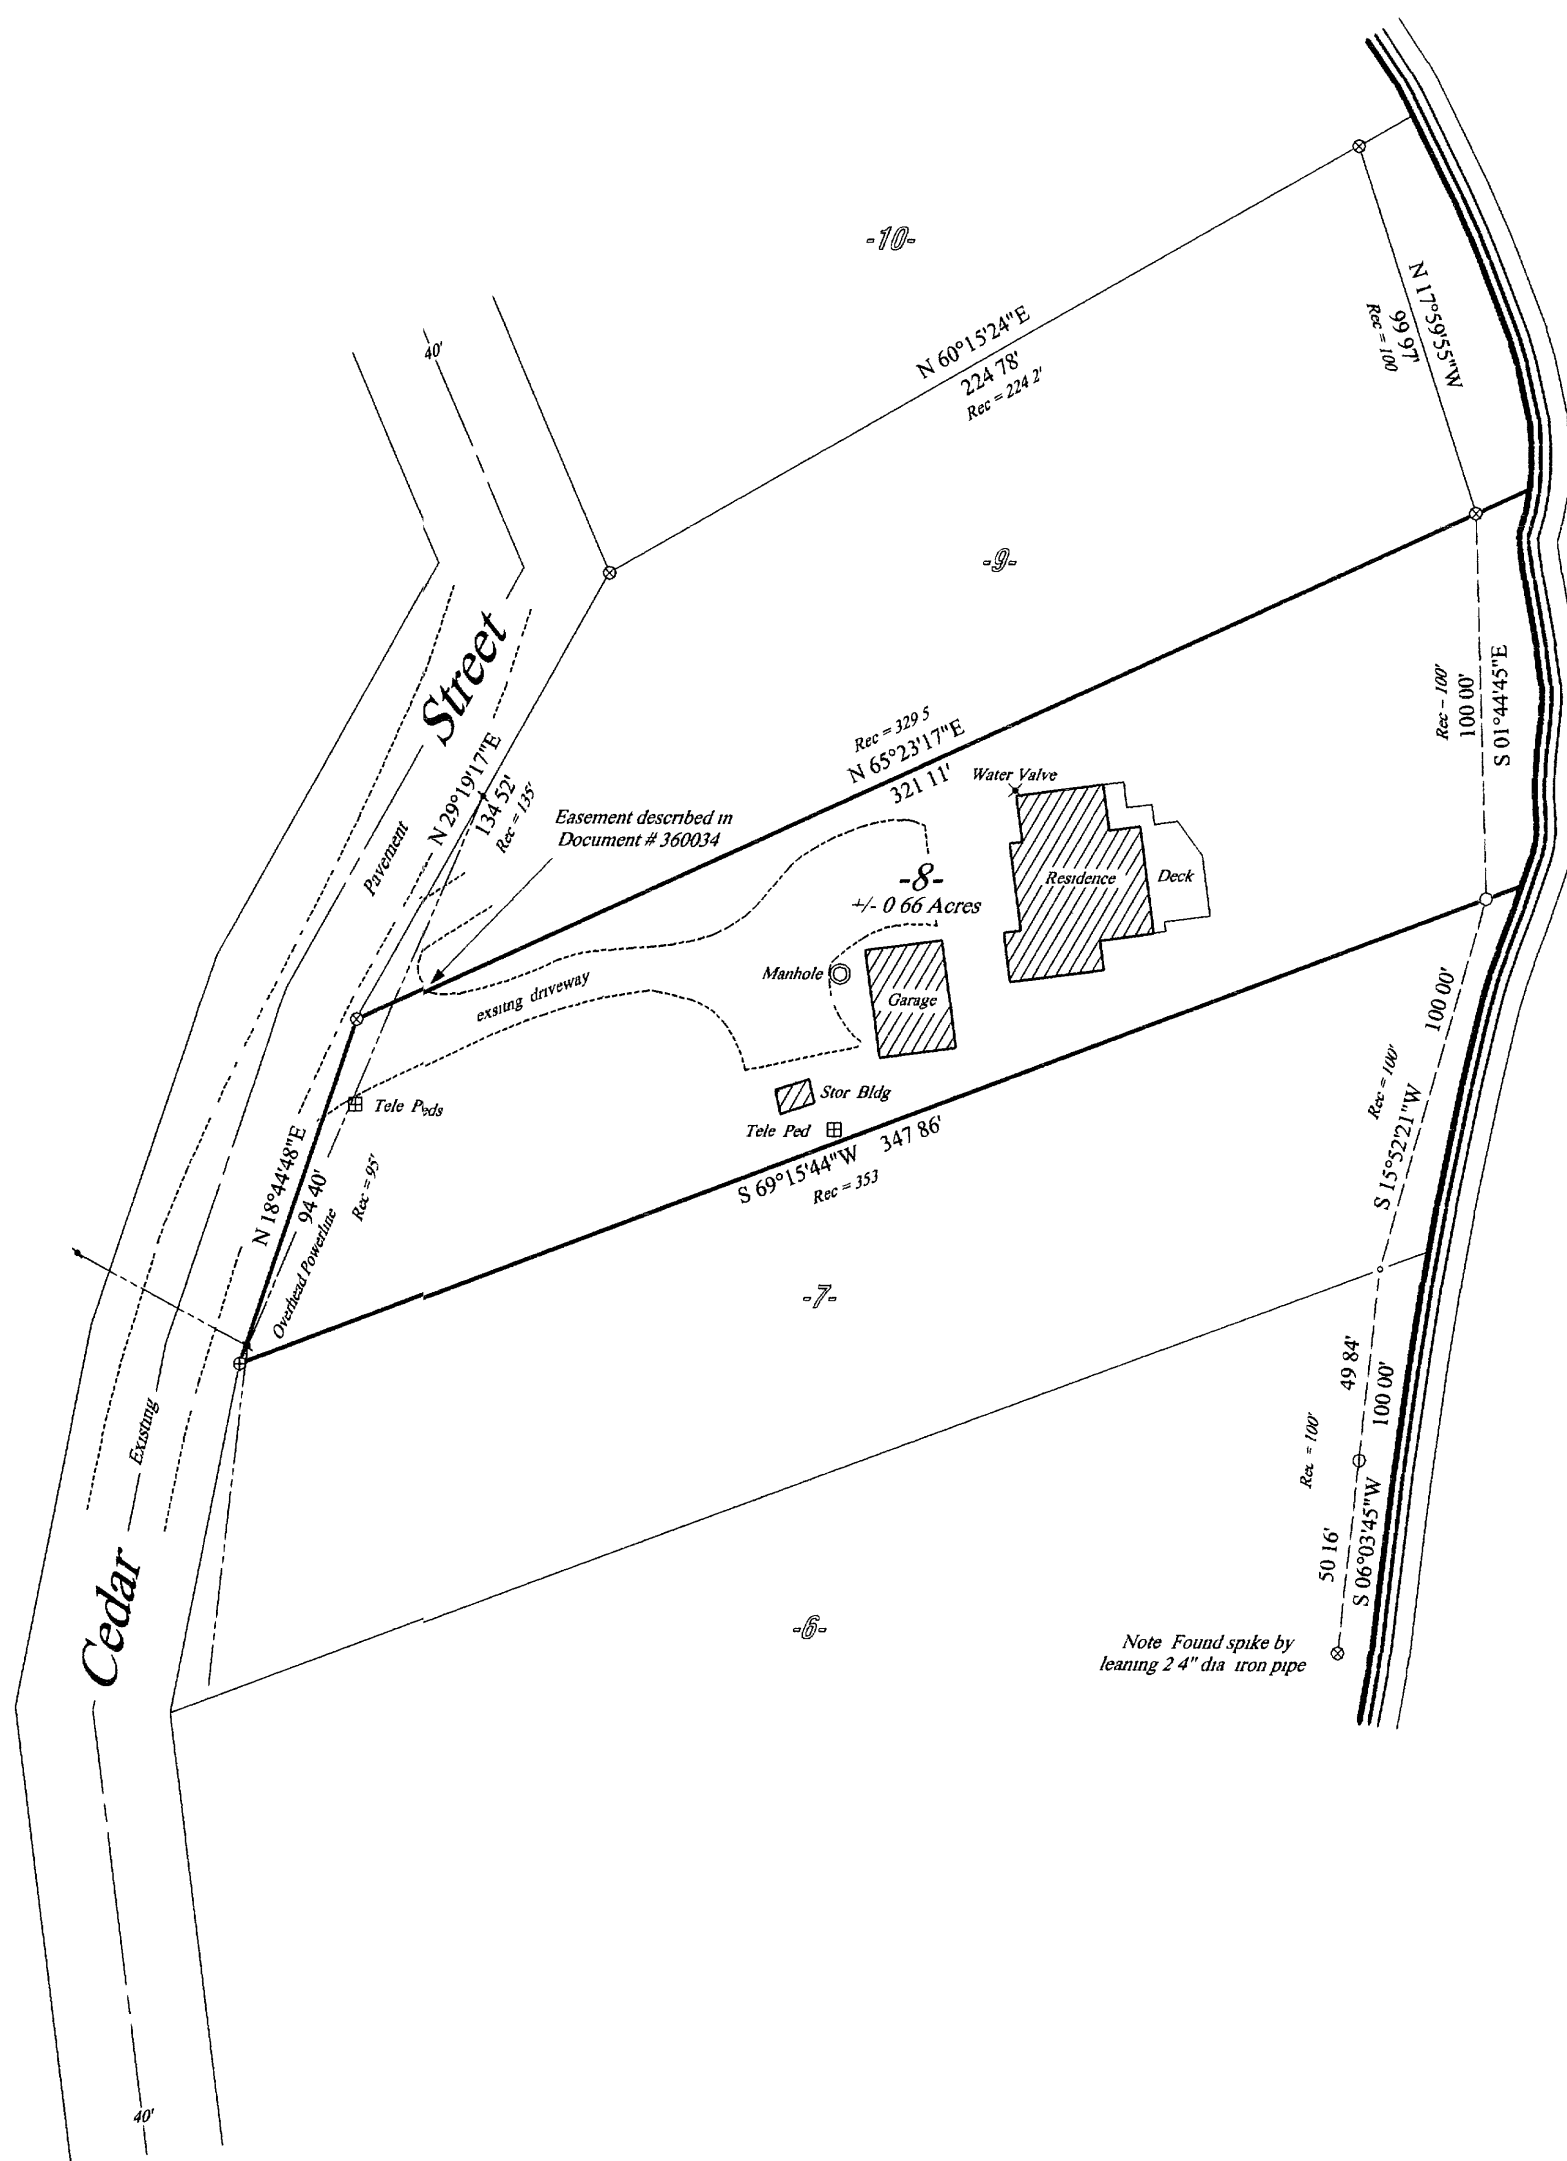 -10-
40'
N 60°15'24"E
224 78'
Rec = 224 2'
N 17°59'55"W
99 97'
Rec = 100
-9-
Street
Rec = 329 5
N 65°23'17"E
321 11'
Rec - 100'
100 00'
S 01°44'45"E
N 29°19'17"E
134 52'
Rec = 135'
Pavement
Easement described in
Document # 360034
Water Valve
-8-
+/- 0 66 Acres
Residence
Deck
Manhole
Garage
exsitng driveway
Tele Peds
Stor Bldg
Tele Ped
347 86'
S 69°15'44"W
Rec = 353
100 00'
Rec = 100'
S 15°52'21"W
N 18°44'48"E
94 40'
Rec = 95'
Overhead Powerline
-7-
49 84'
100 00'
Rec = 100'
50 16'
S 06°03'45"W
Existing
Cedar
-6-
Note Found spike by
leaning 2 4" dia iron pipe
40'